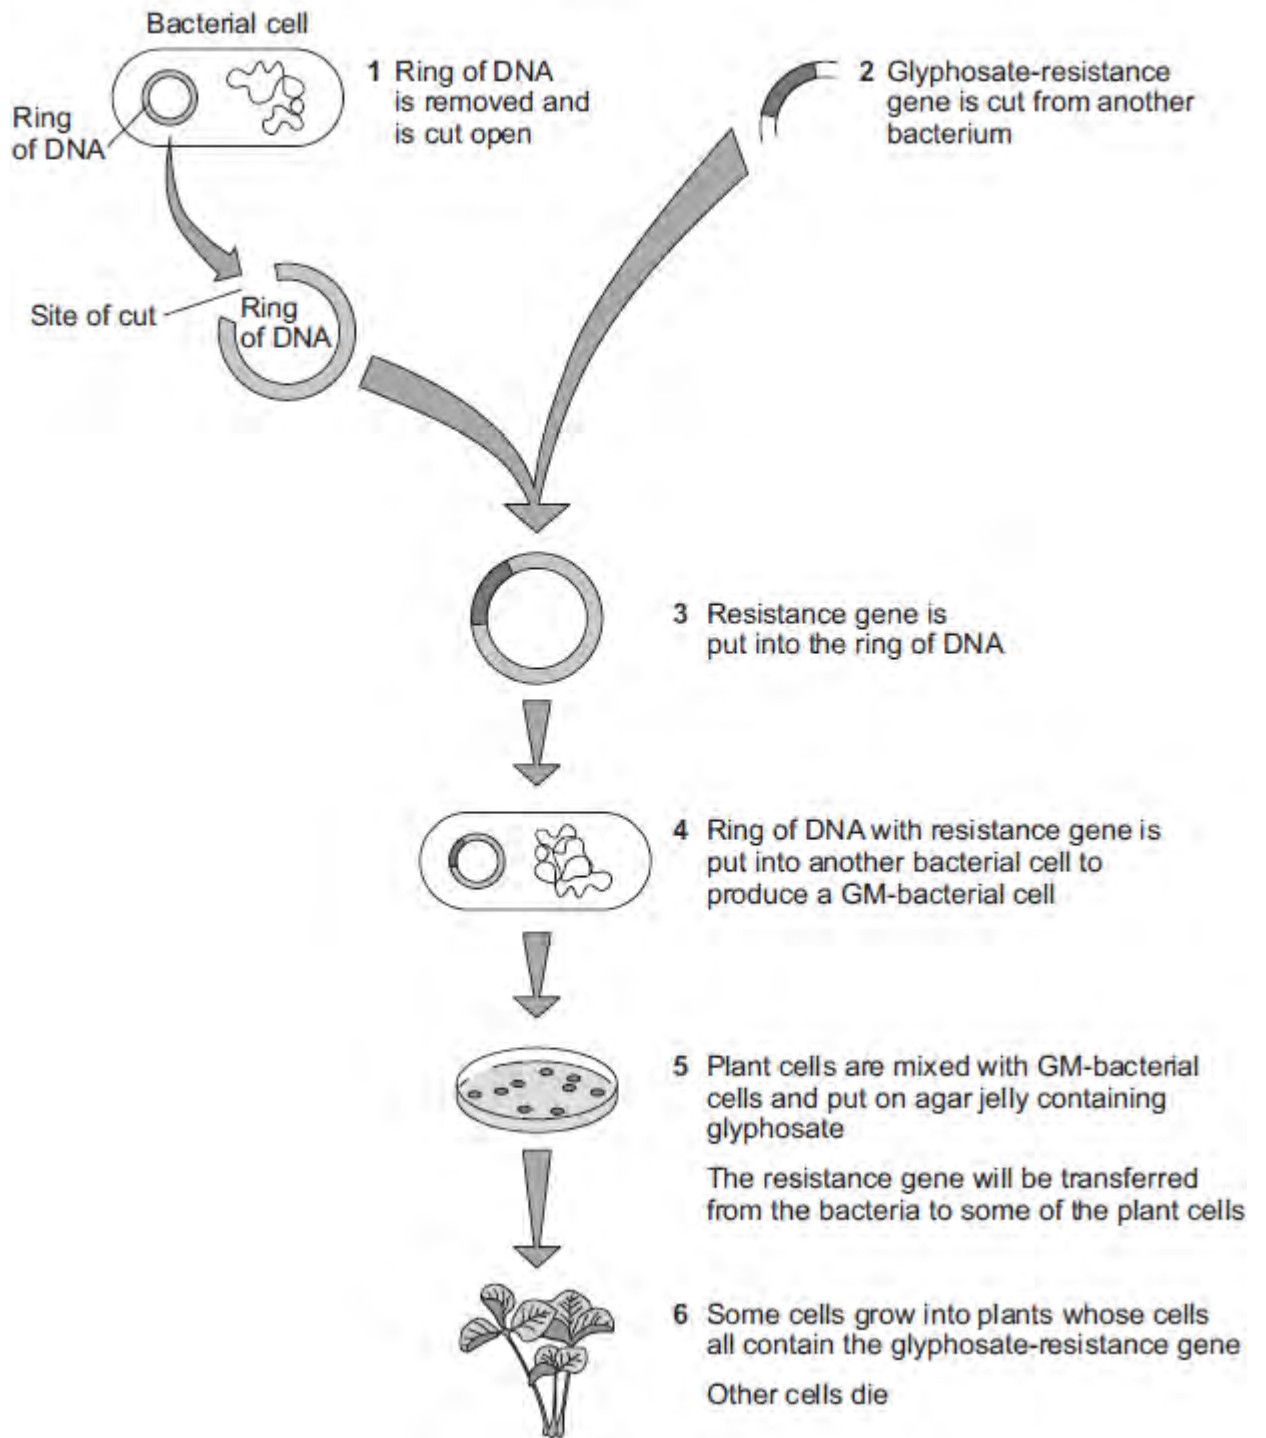 Bacterial cell
Ring
of DNA
1 Ring of DNA
is removed and
is cut open
2 Glyphosate-resistance
gene is cut from another
bacterium
Site of cut
Ring
of DNA
3 Resistance gene is
put into the ring of DNA
4 Ring of DNA with resistance gene is
put into another bacterial cell to
produce a GM-bacterial cell
5 Plant cells are mixed with GM-bacterial
cells and put on agar jelly containing
glyphosate
The resistance gene will be transferred
from the bacteria to some of the plant cells
6 Some cells grow into plants whose cells
all contain the glyphosate-resistance gene
Other cells die